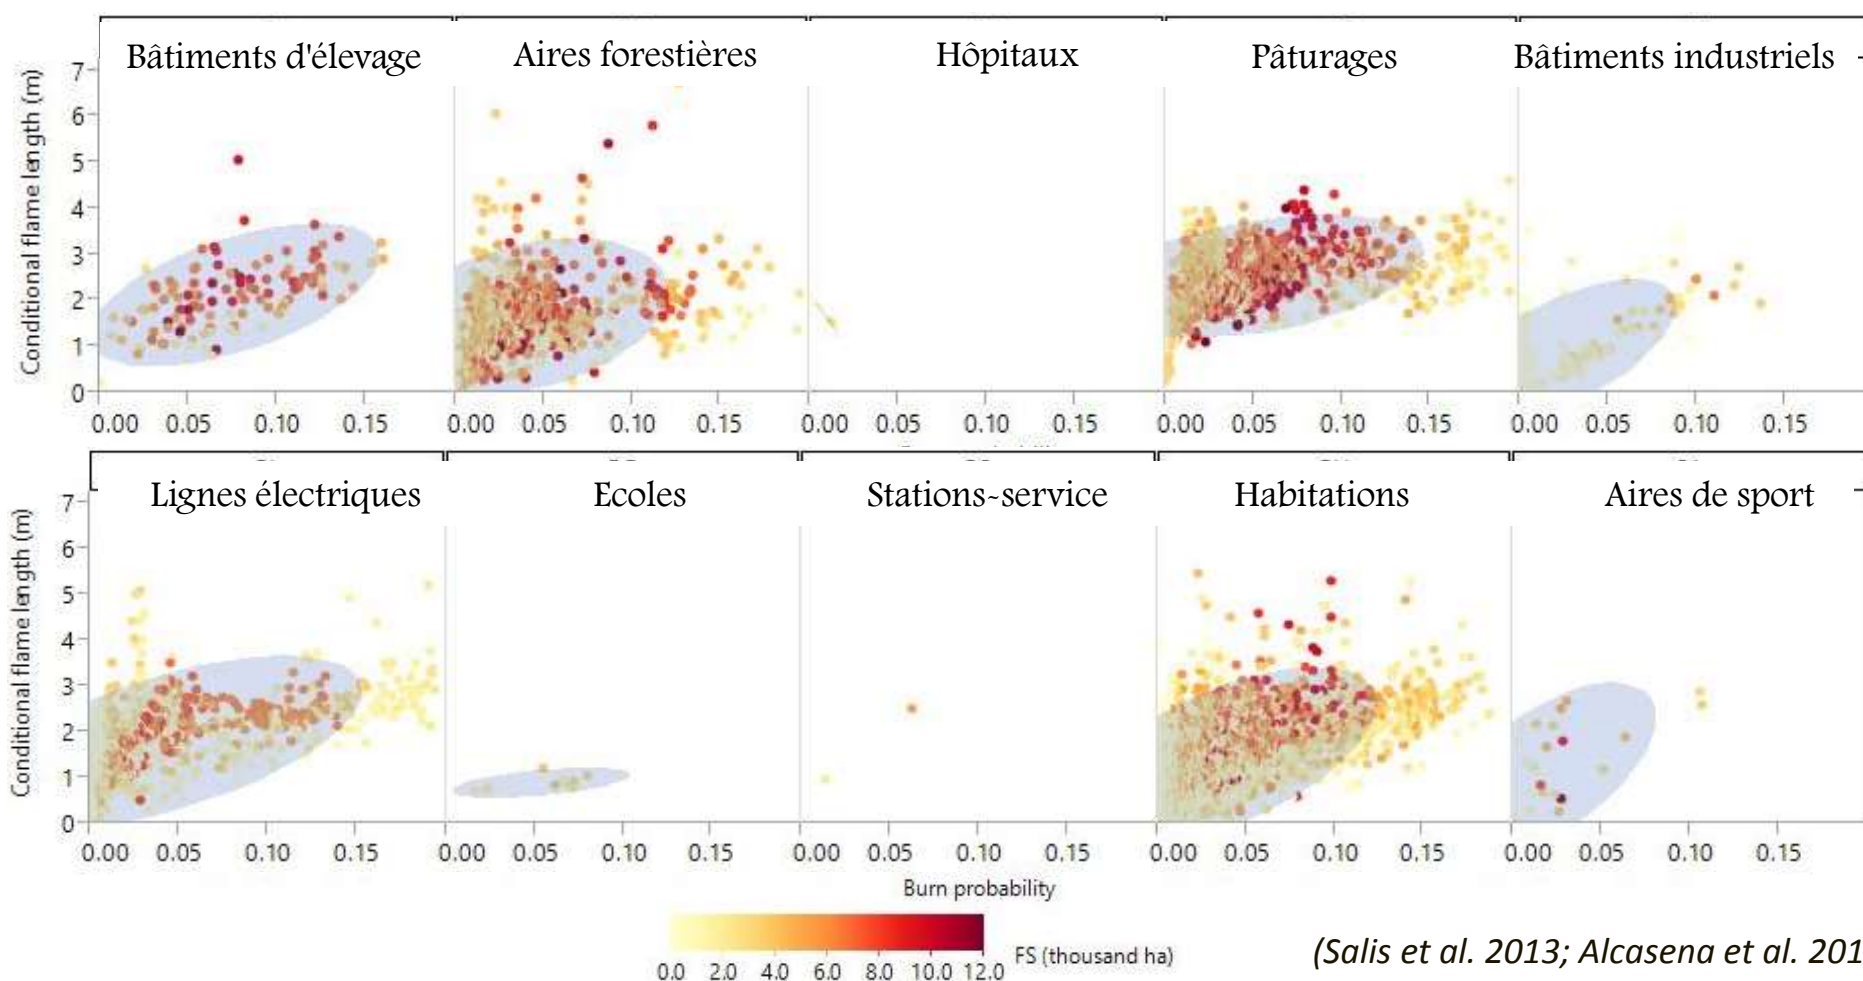 Bâtiments d'élevage Aires forestières Hôpitaux Pâturages Bâtiments industriels
Conditional flame length (m)
7
6
5
4
3
2
1
0
0.00 0.05 0.10 0.15 0.00 0.05 0.10 0.15 0.00 0.05 0.10 0.15 0.00 0.05 0.10 0.15 0.00 0.05 0.10 0.15
Lignes électriques Ecoles Stations-service Habitations Aires de sport
Conditional flame length (m)
7
6
5
4
3
2
1
0
0.00 0.05 0.10 0.15 0.00 0.05 0.10 0.15 0.00 0.05 0.10 0.15 0.00 0.05 0.10 0.15 0.00 0.05 0.10 0.15
Burn probability
FS (thousand ha)
0.0 2.0 4.0 6.0 8.0 10.0 12.0
(Salis et al. 2013; Alcasena et al. 201